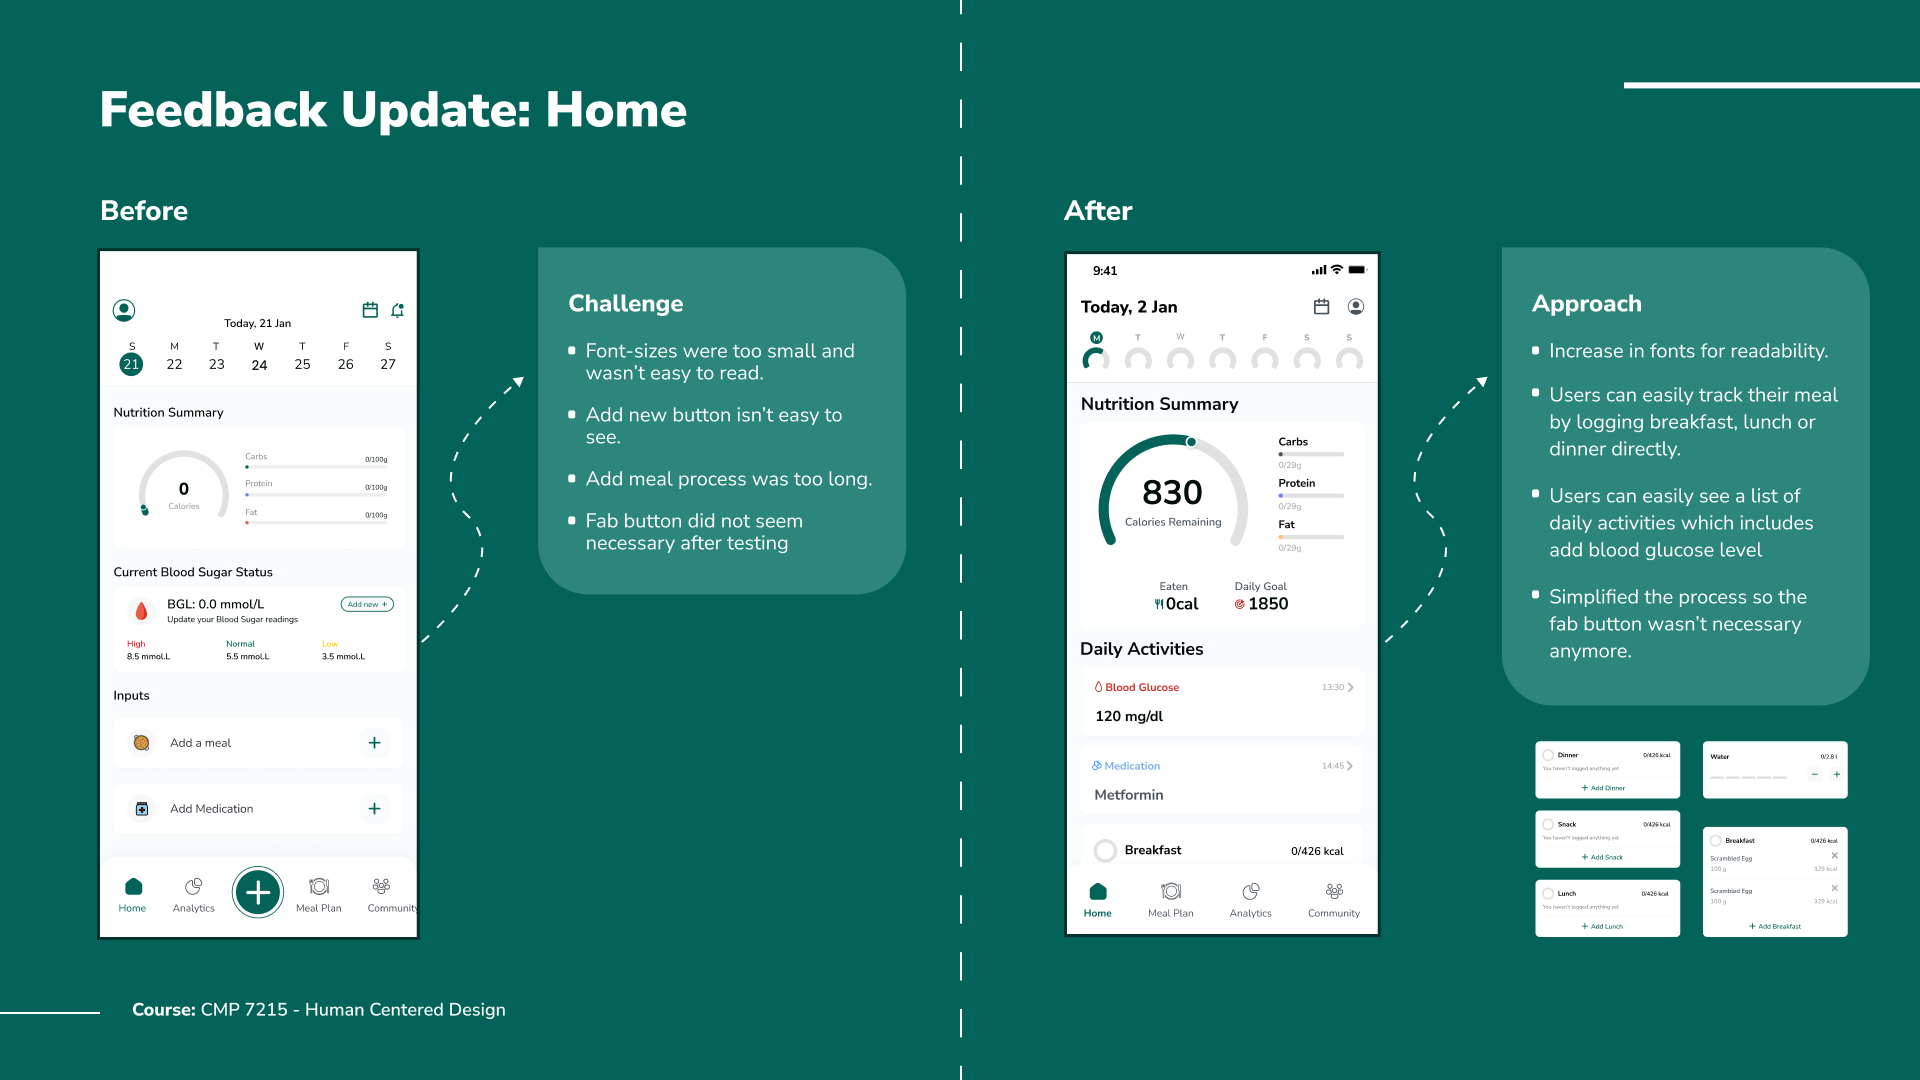 Feedback Update: Home
Before
Today, 21 Jan
S M T W T F S
21 22 23 24 25 26 27
Nutrition Summary
0
Calories
Carbs 0/100g
Protein 0/100g
Fat 0/100g
Current Blood Sugar Status
BGL: 0.0 mmol/L
Add new +
Update your Blood Sugar readings
High Normal Low
8.5 mmol.L 5.5 mmol.L 3.5 mmol.L
Inputs
Add a meal
Add Medication
Home Analytics Meal Plan Community
Challenge
Font-sizes were too small and
wasn't easy to read.
Add new button isn't easy to
see.
Add meal process was too long.
Fab button did not seem
necessary after testing
After
9:41
Today, 2 Jan
M T W T F S S
Nutrition Summary
830
Calories Remaining
Carbs
0/29g
Protein
0/29g
Fat
0/29g
Eaten Daily Goal
0cal 1850
Daily Activities
Blood Glucose 13:30
120 mg/dl
Medication 14:45
Metformin
Breakfast 0/426 kcal
Home Meal Plan Analytics Community
Approach
Increase in fonts for readability.
Users can easily track their meal
by logging breakfast, lunch or
dinner directly.
Users can easily see a list of
daily activities which includes
add blood glucose level
Simplified the process so the
fab button wasn't necessary
anymore.
Dinner 0/426 kcal
You haven't logged anything yet
+ Add Dinner
Snack 0/426 kcal
You haven't logged anything yet
+ Add Snack
Lunch 0/426 kcal
You haven't logged anything yet
+ Add Lunch
Water 0/2.8 l
Breakfast 0/426 kcal
Scrambled Egg
100 g 329 kcal
Scrambled Egg
100 g 329 kcal
+ Add Breakfast
Course: CMP 7215 - Human Centered Design